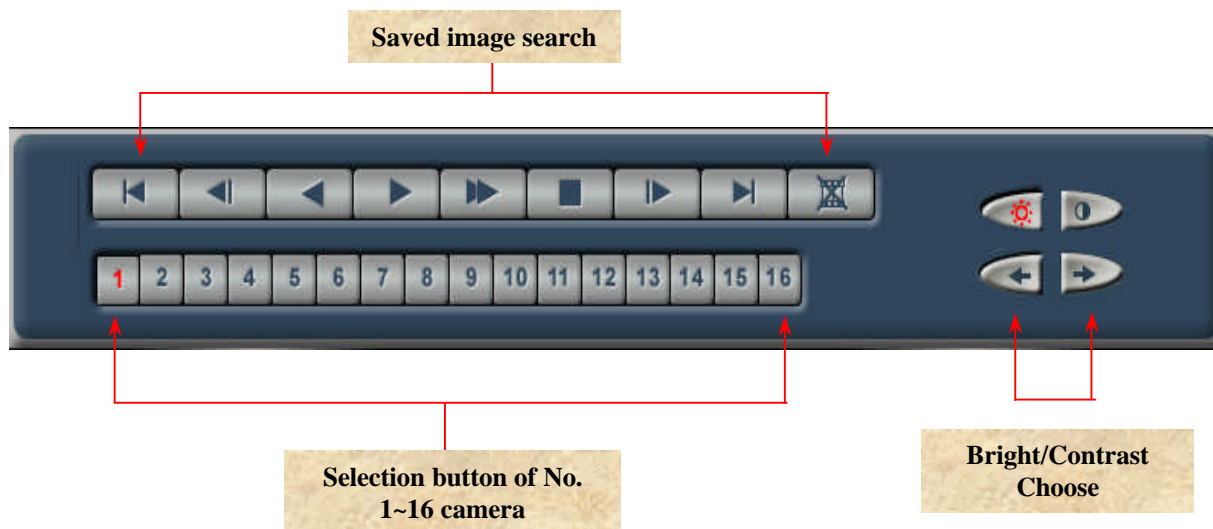 Saved image search
1 2 3 4 5 6 7 8 9 10 11 12 13 14 15 16
Selection button of No.
1~16 camera
Bright/Contrast
Choose